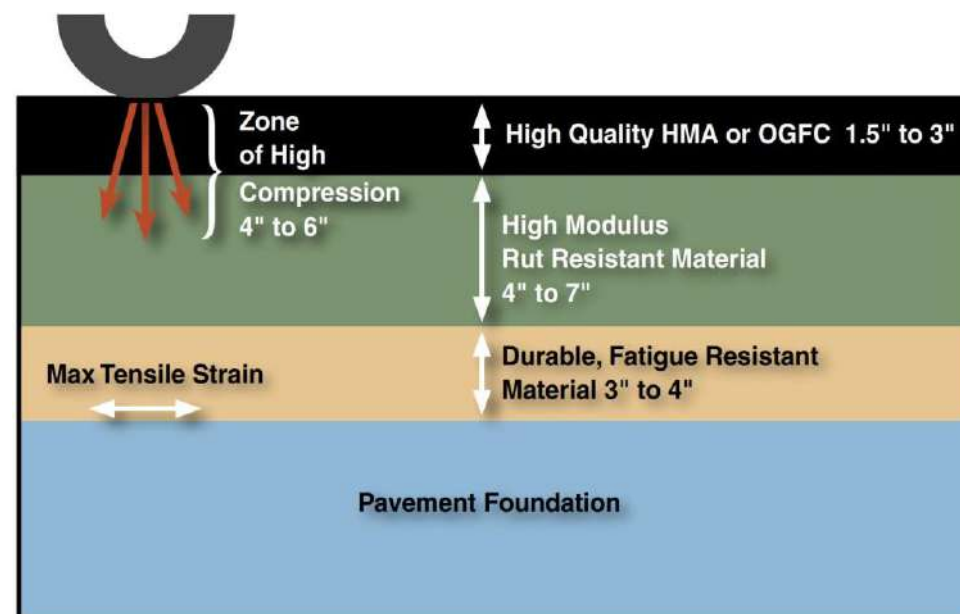 Zone
of High
Compression
4" to 6"
High Quality HMA or OGFC 1.5" to 3"
High Modulus
Rut Resistant Material
4" to 7"
Max Tensile Strain
Durable, Fatigue Resistant
Material 3" to 4"
Pavement Foundation